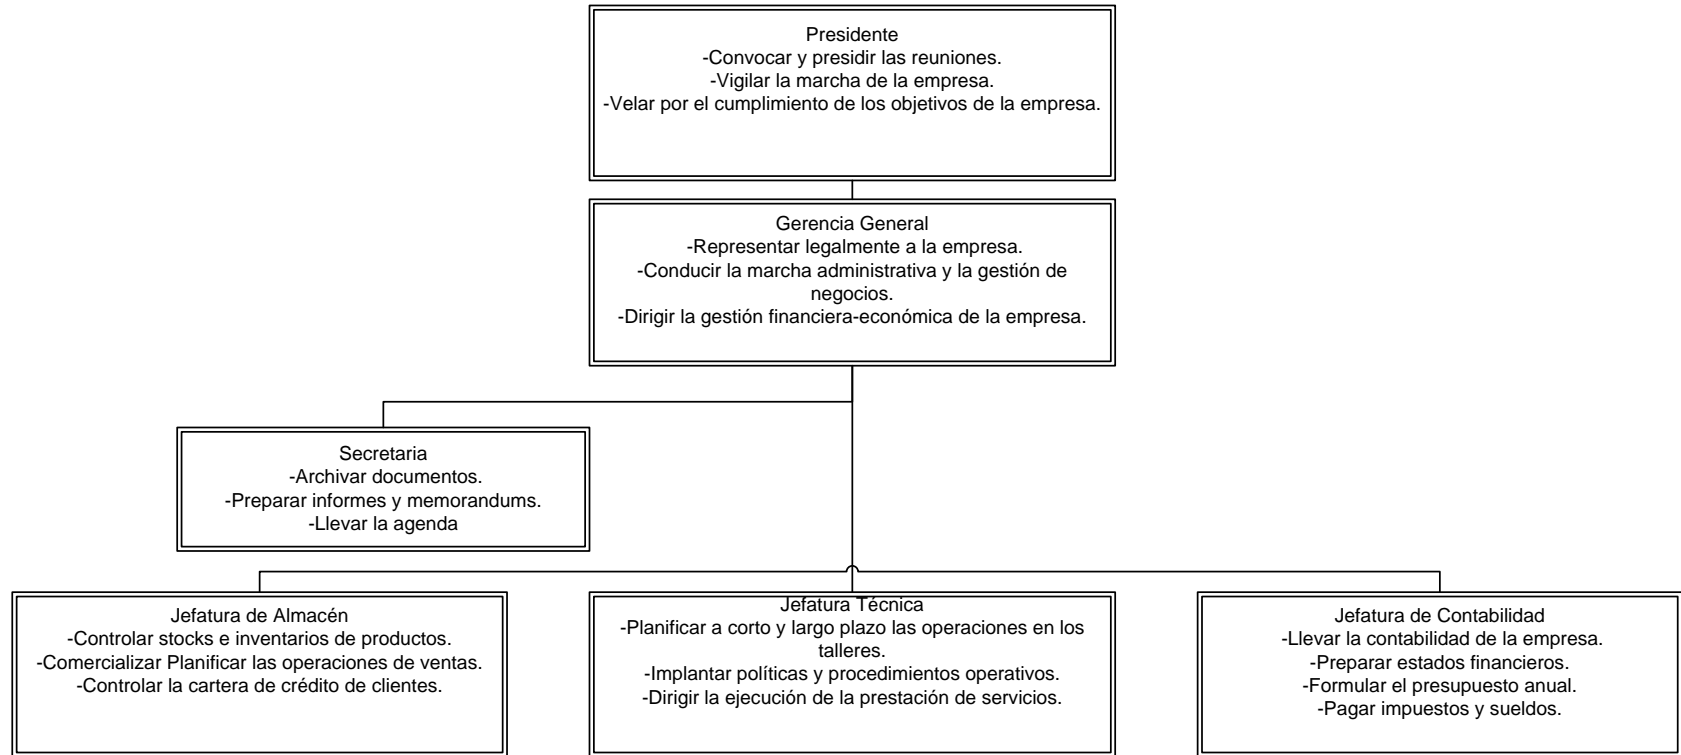 Presidente
-Convocar y presidir las reuniones.
-Vigilar la marcha de la empresa.
-Velar por el cumplimiento de los objetivos de la empresa.
Gerencia General
-Representar legalmente a la empresa.
-Conducir la marcha administrativa y la gestión de
negocios.
-Dirigir la gestión financiera-económica de la empresa.
Secretaria
-Archivar documentos.
-Preparar informes y memorandums.
-Llevar la agenda
Jefatura de Almacén
-Controlar stocks e inventarios de productos.
-Comercializar Planificar las operaciones de ventas.
-Controlar la cartera de crédito de clientes.
Jefatura Técnica
-Planificar a corto y largo plazo las operaciones en los
talleres.
-Implantar políticas y procedimientos operativos.
-Dirigir la ejecución de la prestación de servicios.
Jefatura de Contabilidad
-Llevar la contabilidad de la empresa.
-Preparar estados financieros.
-Formular el presupuesto anual.
-Pagar impuestos y sueldos.